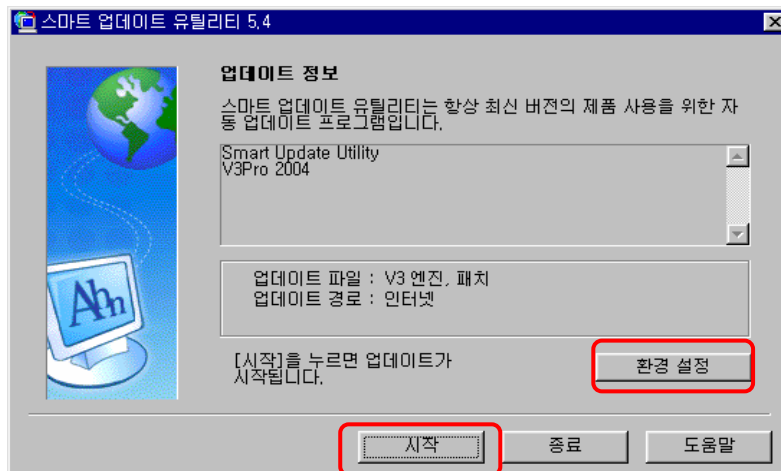 스마트 업데이트 유틸리티 5.4
업데이트 정보
스마트 업데이트 유틸리티는 항상 최신 버전의 제품 사용을 위한 자
동 업데이트 프로그램입니다.
Smart Update Utility
V3Pro 2004
Ahn
업데이트 파일 : V3 엔진, 패치
업데이트 경로 : 인터넷
[시작]을 누르면 업데이트가
시작됩니다.
환경 설정
시작
종료
도움말